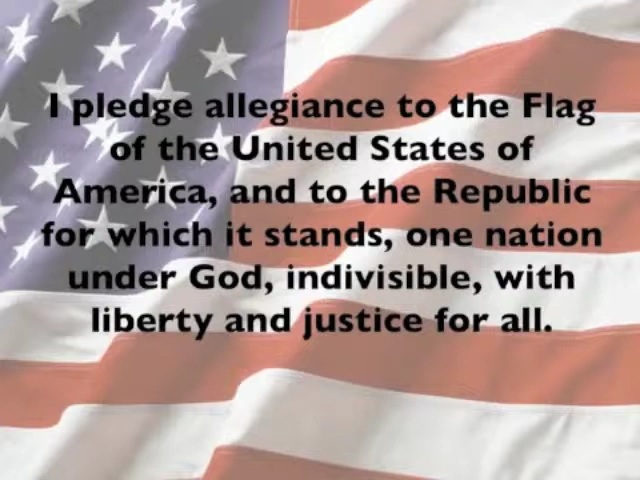 I pledge allegiance to the Flag
of the United States of
America, and to the Republic
for which it stands, one nation
under God, indivisible, with
liberty and justice for all.